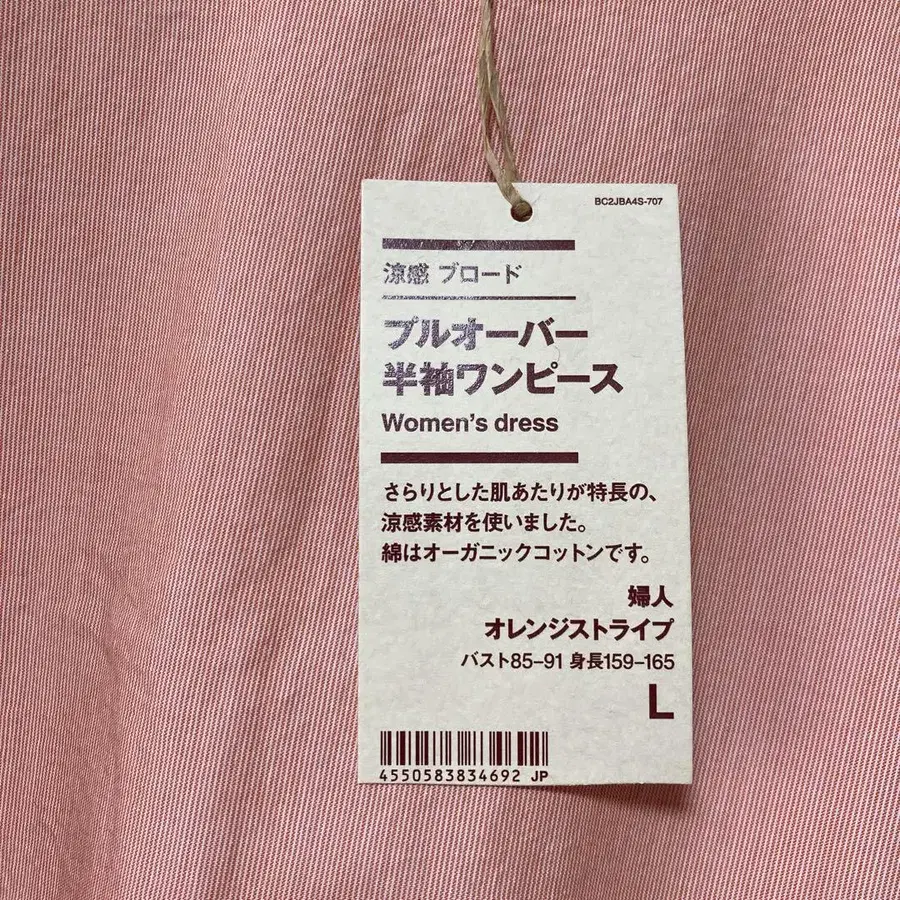 BC2JBA4S-707
涼感 ブロード
プルオーバー
半袖ワンピース
Women's dress
さらりとした肌あたりが特長の、
涼感素材を使いました。
綿はオーガニックコットンです。
婦人
オレンジストライプ
バスト85–91 身長159–165
L
4550583834692 JP